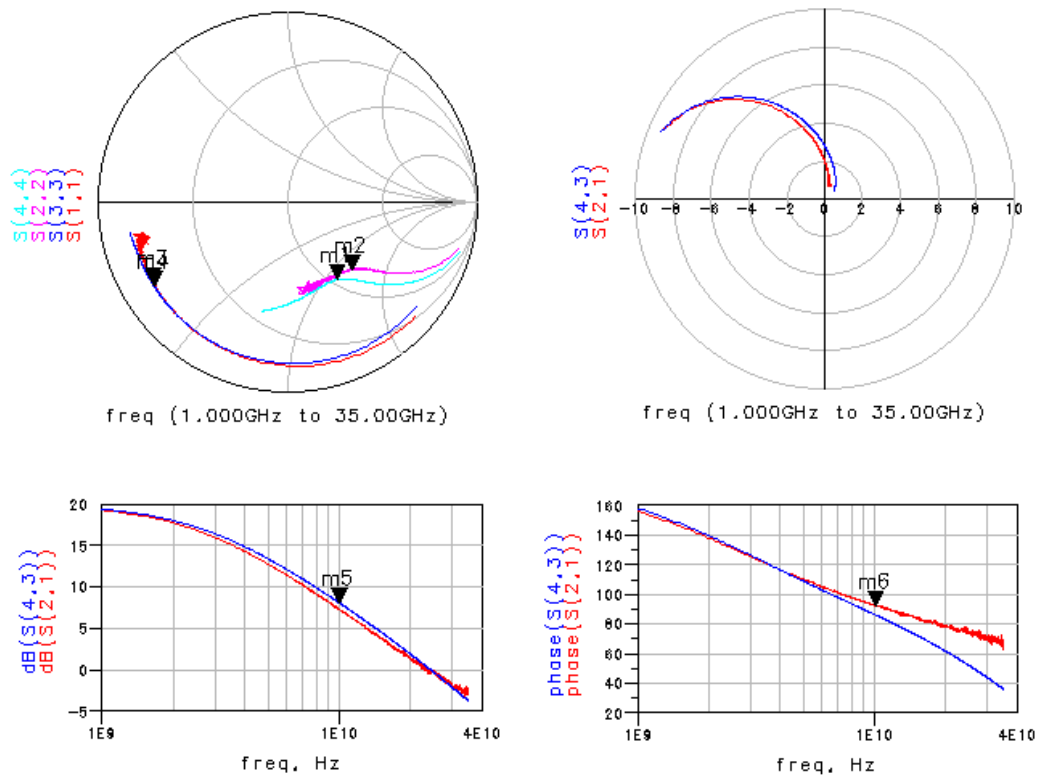 S(4,4)
S(2,2)
S(3,3)
S(1,1)
m2
freq (1.000GHz to 35.00GHz)
S(4,3)
S(2,1)
-10 -8 -6 -4 -2 0 2 4 6 8 10
freq (1.000GHz to 35.00GHz)
dB(S(4,3))
dB(S(2,1))
20
15
10
5
0
-5
m5
1E9 1E10 4E10
freq, Hz
phase(S(4,3))
phase(S(2,1))
160
140
120
100
80
60
40
20
m6
1E9 1E10 4E10
freq, Hz